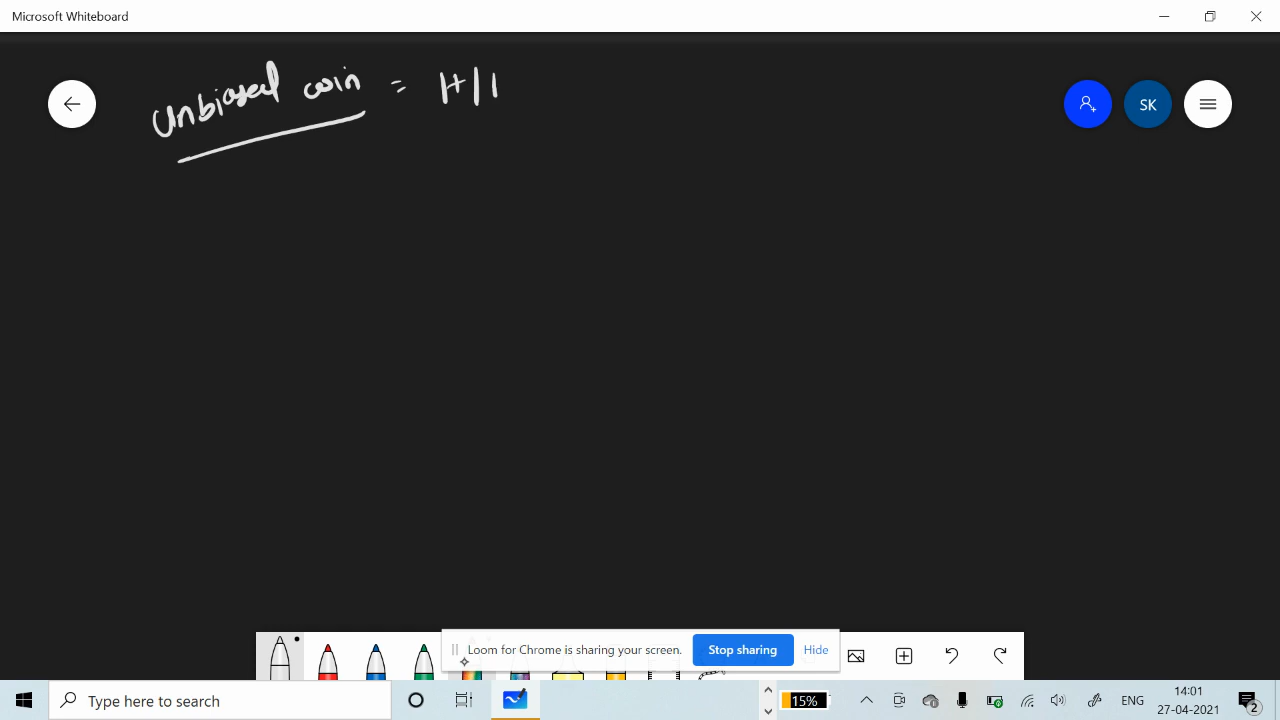 Microsoft Whiteboard
Unbiased coin = H/
SK
Loom for Chrome is sharing your screen. Stop sharing Hide
Type here to search
15%
ENG
14:01
27-04-2021
2